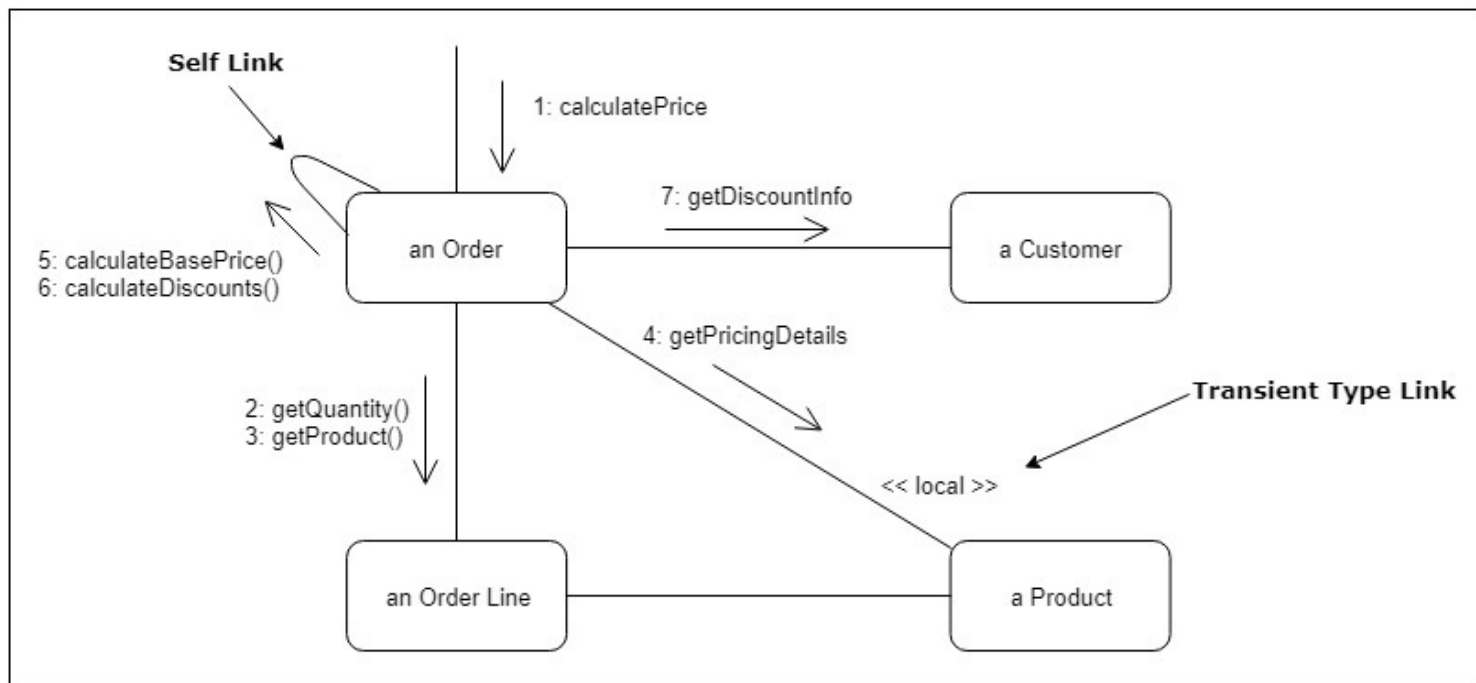 Self Link
1: calculatePrice
7: getDiscountInfo
an Order
a Customer
5: calculateBasePrice()
6: calculateDiscounts()
4: getPricingDetails
Transient Type Link
2: getQuantity()
3: getProduct()
<< local >>
an Order Line
a Product